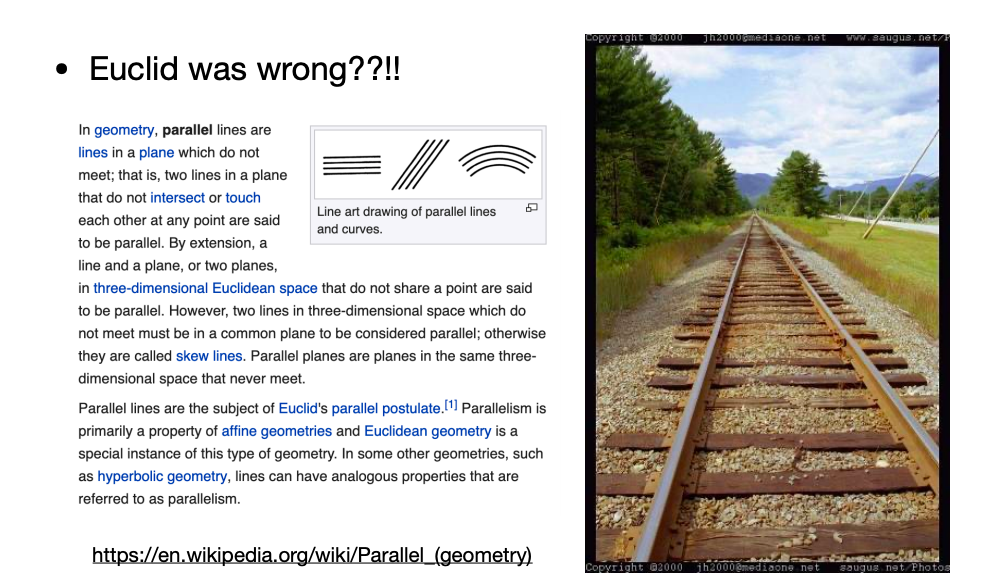 • Euclid was wrong??!!
In geometry, parallel lines are
lines in a plane which do not
meet; that is, two lines in a plane
that do not intersect or touch
each other at any point are said
to be parallel. By extension, a
line and a plane, or two planes,
in three-dimensional Euclidean space that do not share a point are said
to be parallel. However, two lines in three-dimensional space which do
not meet must be in a common plane to be considered parallel; otherwise
they are called skew lines. Parallel planes are planes in the same three-
dimensional space that never meet.
Line art drawing of parallel lines
and curves.
Parallel lines are the subject of Euclid's parallel postulate.[1] Parallelism is
primarily a property of affine geometries and Euclidean geometry is a
special instance of this type of geometry. In some other geometries, such
as hyperbolic geometry, lines can have analogous properties that are
referred to as parallelism.
https://en.wikipedia.org/wiki/Parallel_(geometry)
Copyright ©2000 jh2000@mediaone.net www.saugus.net/P
Copyright ©2000 jh2000@mediaone.net saugus.net/Photos